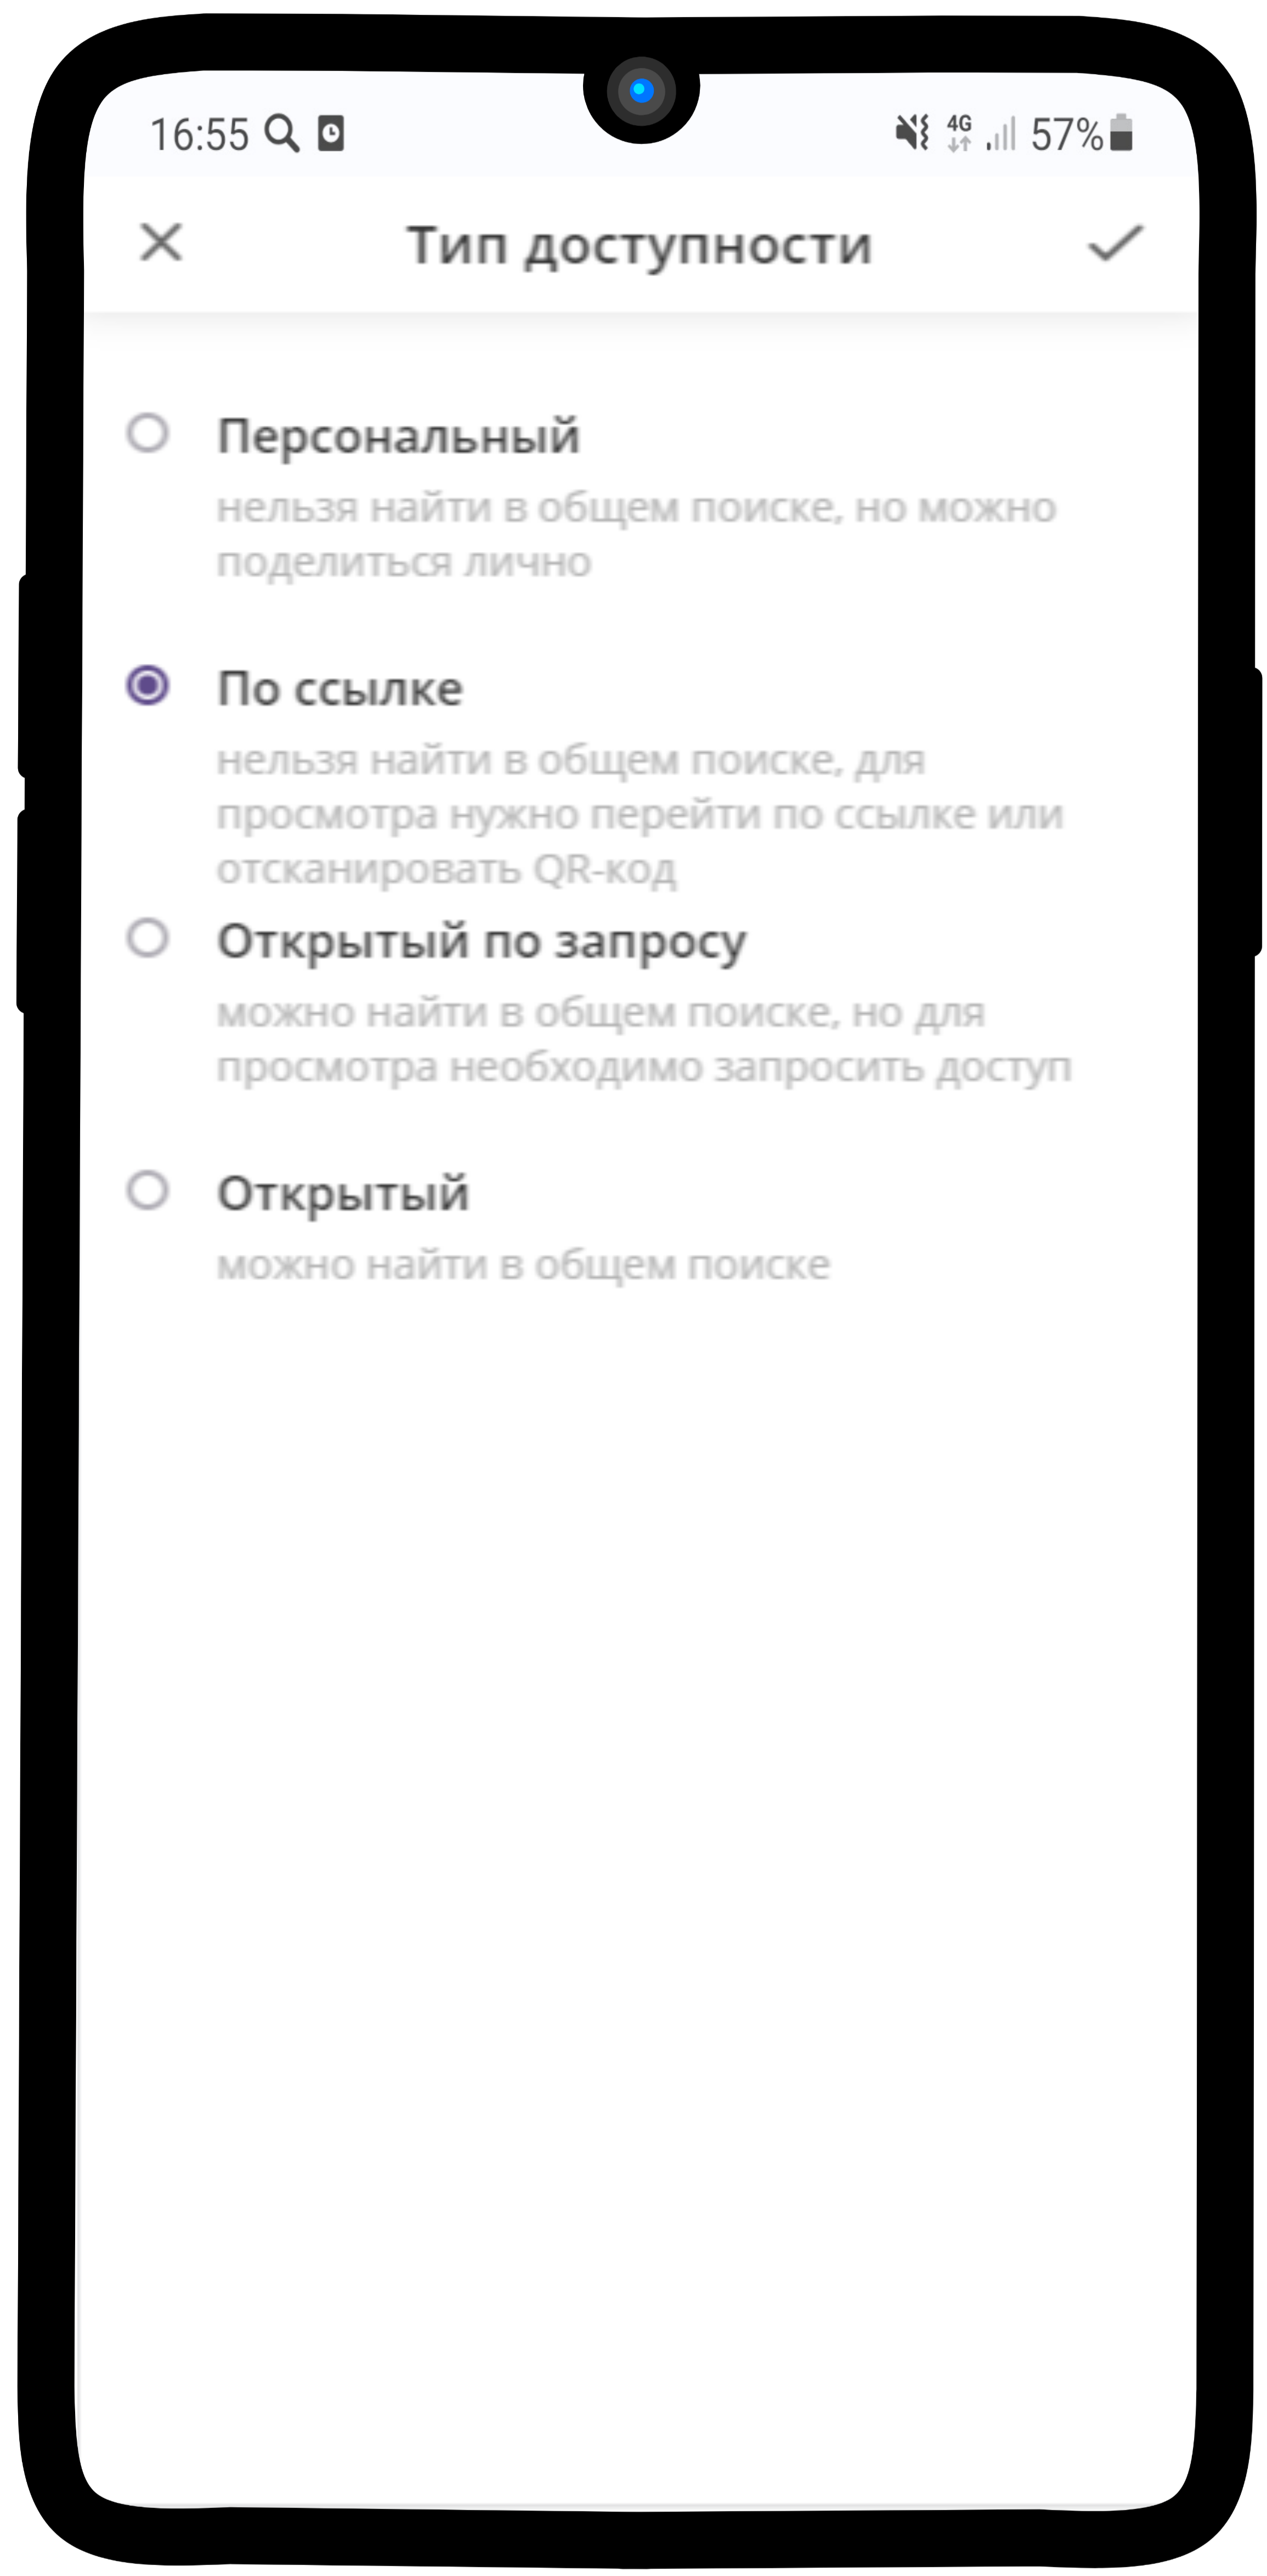 16:55
4G
57%
Тип доступности
Персональный
нельзя найти в общем поиске, но можно
поделиться лично
По ссылке
нельзя найти в общем поиске, для
просмотра нужно перейти по ссылке или
отсканировать QR-код
Открытый по запросу
можно найти в общем поиске, но для
просмотра необходимо запросить доступ
Открытый
можно найти в общем поиске